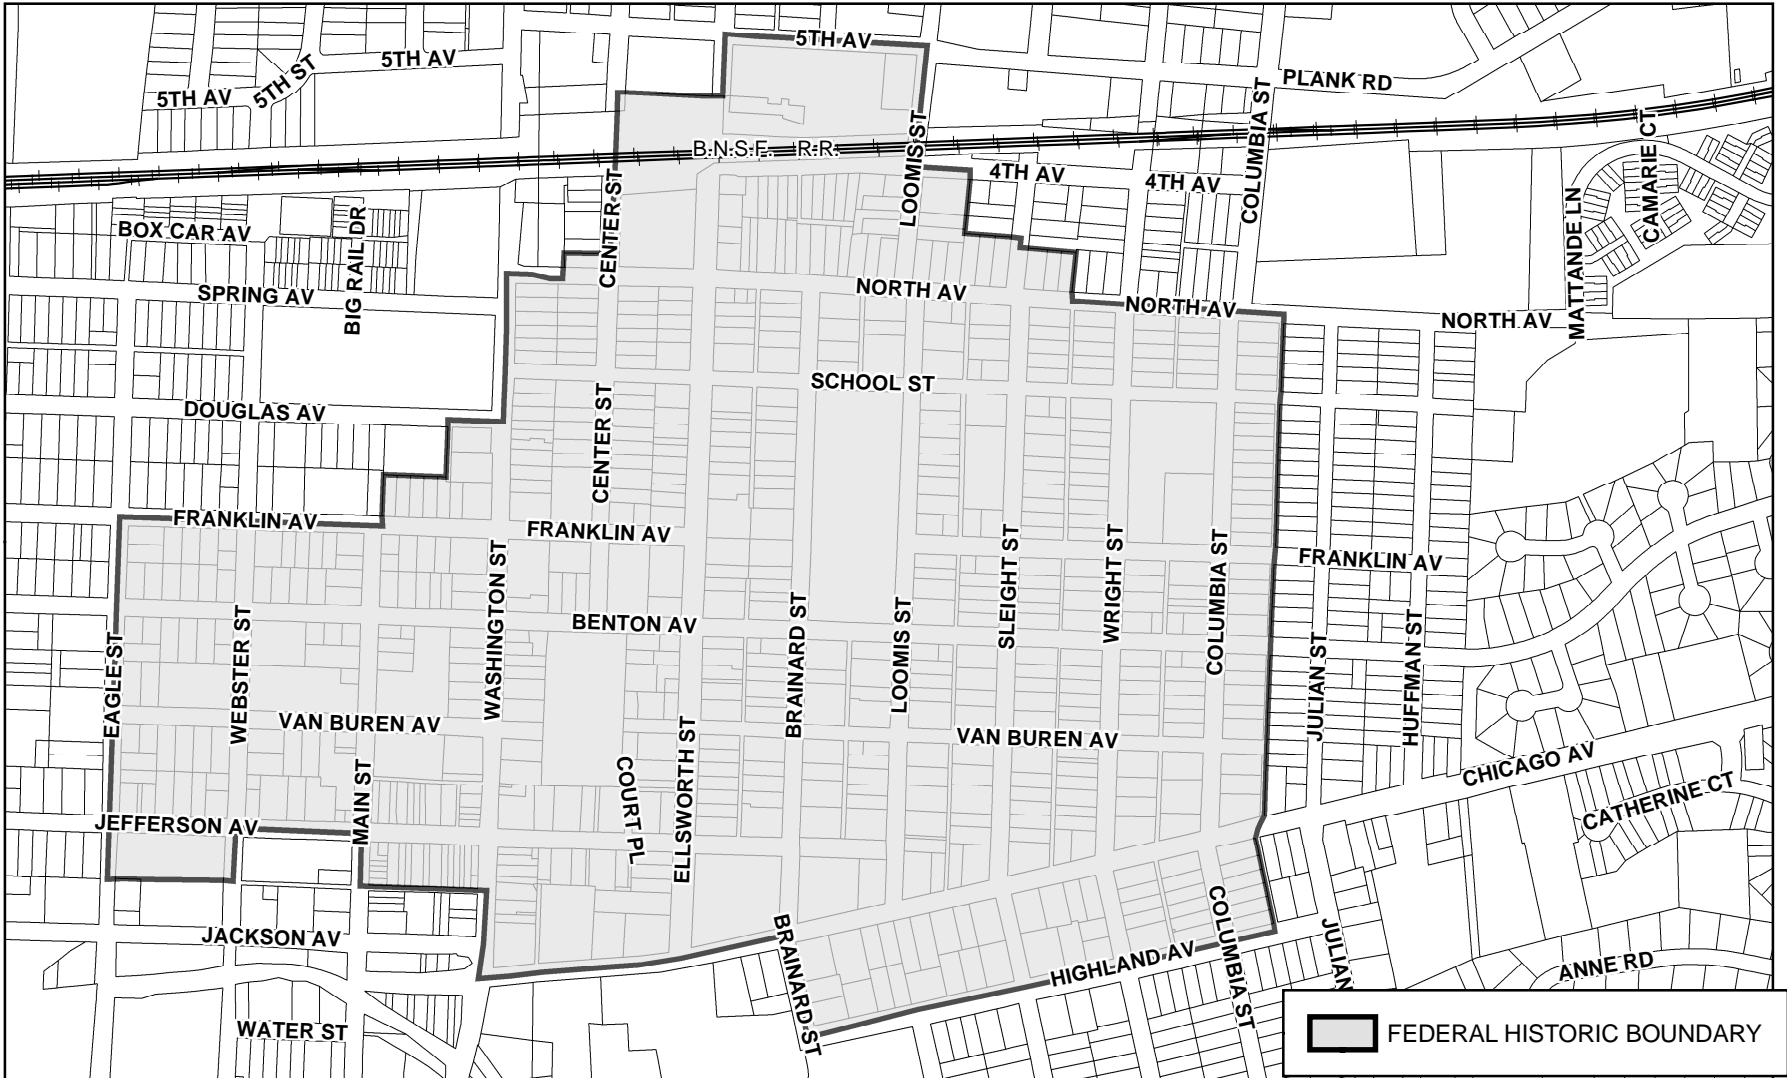 5TH AV
5TH AV
5TH ST
5TH AV
PLANK RD
COLUMBIA ST
B.N.S.F. R.R.
LOOMIS ST
4TH AV
4TH AV
CAMARIE CT
MATTANDE LN
CENTER ST
BOX CAR AV
BIG RAIL DR
SPRING AV
NORTH AV
NORTH AV
NORTH AV
SCHOOL ST
DOUGLAS AV
CENTER ST
FRANKLIN AV
FRANKLIN AV
FRANKLIN AV
WASHINGTON ST
SLEIGHT ST
WRIGHT ST
COLUMBIA ST
BENTON AV
BRAINARD ST
LOOMIS ST
EAGLE ST
WEBSTER ST
JULIAN ST
HUFFMAN ST
VAN BUREN AV
VAN BUREN AV
ELLSWORTH ST
COURT PL
MAIN ST
CHICAGO AV
CATHERINE CT
JEFFERSON AV
JACKSON AV
BRAINARD ST
COLUMBIA ST
JULIAN
HIGHLAND AV
ANNE RD
WATER ST
FEDERAL HISTORIC BOUNDARY